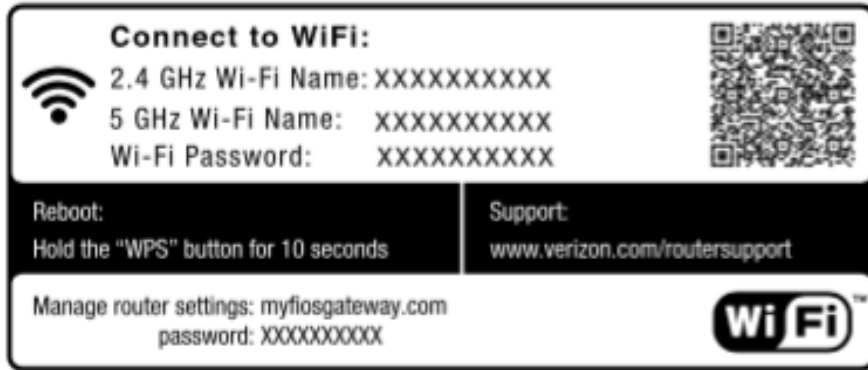 Connect to WiFi:
2.4 GHz Wi-Fi Name: XXXXXXXXXX
5 GHz Wi-Fi Name: XXXXXXXXXX
Wi-Fi Password: XXXXXXXXXX
Reboot:
Hold the “WPS” button for 10 seconds
Support:
www.verizon.com/routersupport
Manage router settings: myfiosgateway.com
password: XXXXXXXXXX
Wi Fi™